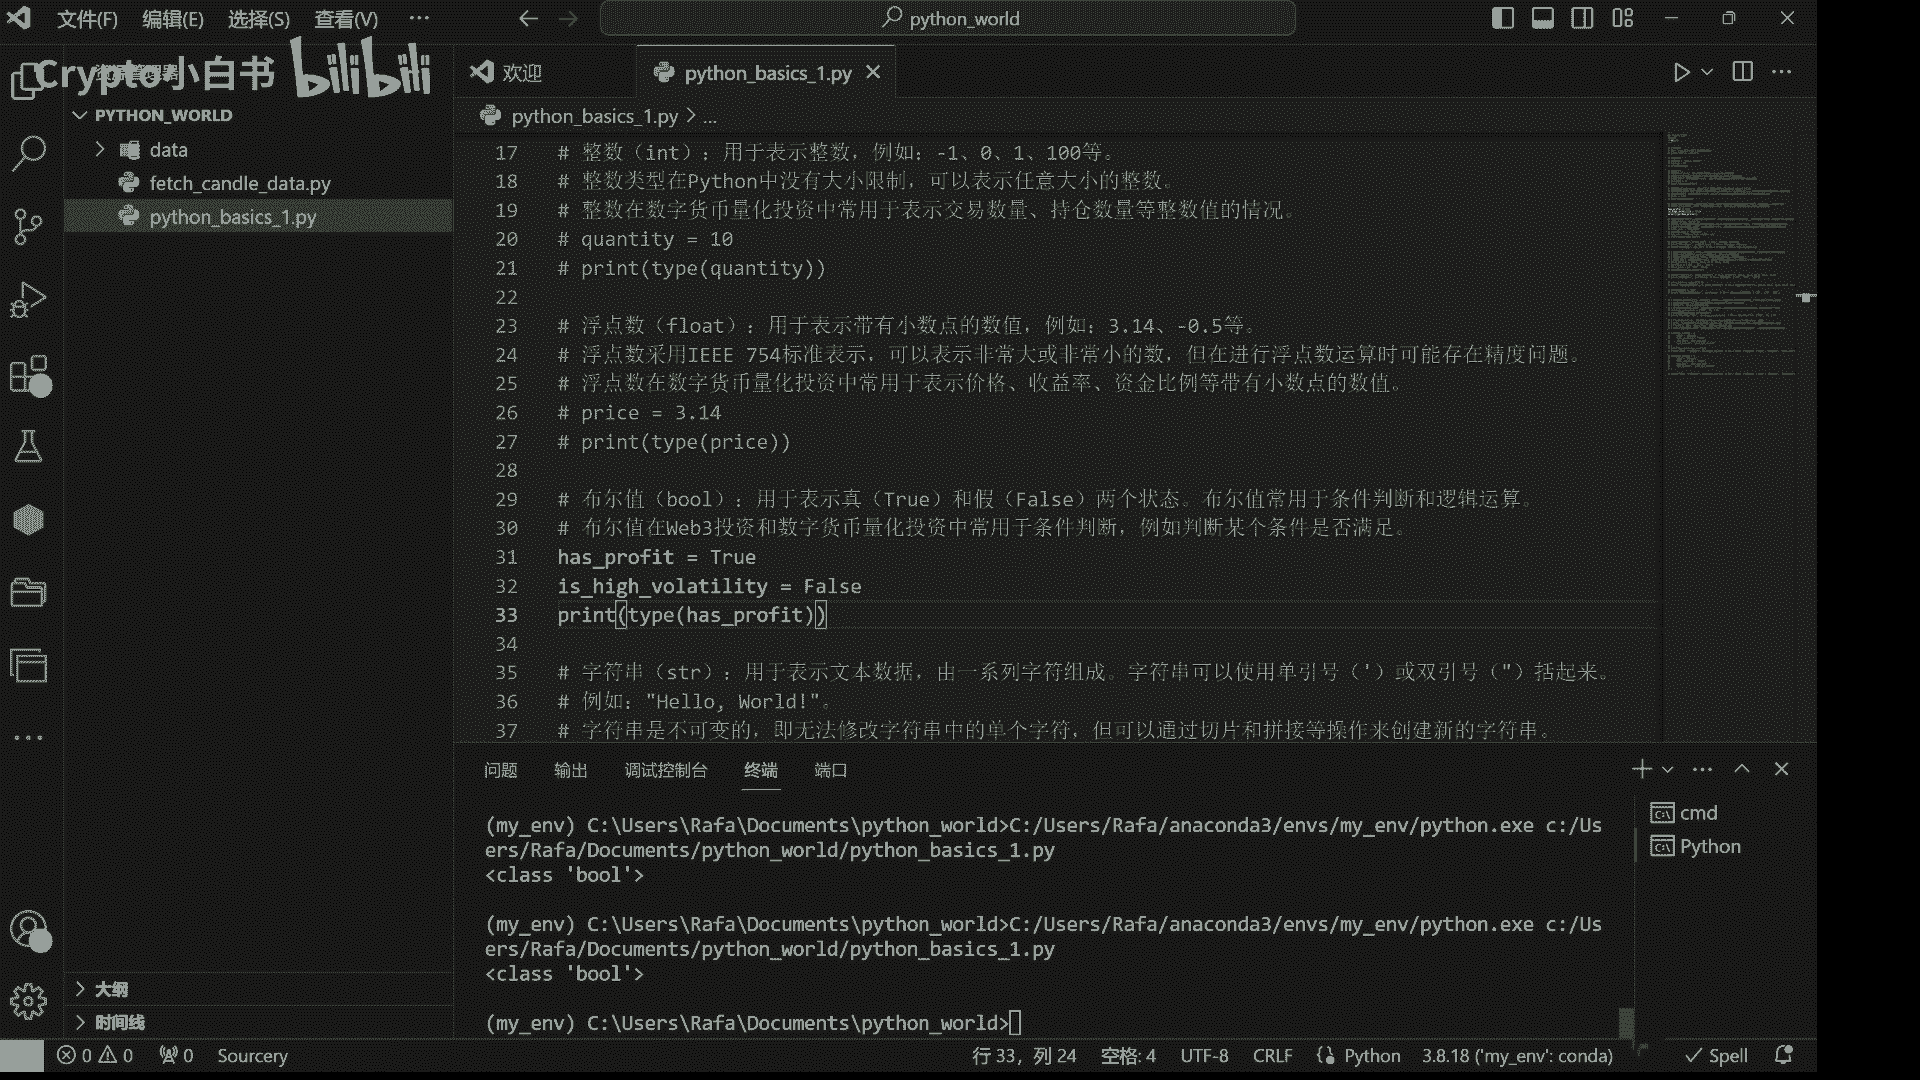 文件(F) 编辑(E) 选择(S) 查看(V) ··· python_world
Crypto小白书 bilibili
欢迎 python_basics_1.py
PYTHON_WORLD
data
fetch_candle_data.py
python_basics_1.py
大纲
时间线
python_basics_1.py > ...
17 # 整数（int）：用于表示整数，例如：-1、0、1、100等。
18 # 整数类型在Python中没有大小限制，可以表示任意大小的整数。
19 # 整数在数字货币量化投资中常用于表示交易数量、持仓数量等整数值的情况。
20 # quantity = 10
21 # print(type(quantity))
22
23 # 浮点数（float）：用于表示带有小数点的数值，例如：3.14、-0.5等。
24 # 浮点数采用IEEE 754标准表示，可以表示非常大或非常小的数，但在进行浮点数运算时可能存在精度问题。
25 # 浮点数在数字货币量化投资中常用于表示价格、收益率、资金比例等带有小数点的数值。
26 # price = 3.14
27 # print(type(price))
28
29 # 布尔值（bool）：用于表示真（True）和假（False）两个状态。布尔值常用于条件判断和逻辑运算。
30 # 布尔值在Web3投资和数字货币量化投资中常用于条件判断，例如判断某个条件是否满足。
31 has_profit = True
32 is_high_volatility = False
33 print(type(has_profit))
34
35 # 字符串（str）：用于表示文本数据，由一系列字符组成。字符串可以使用单引号（'）或双引号（"）括起来。
36 # 例如："Hello, World!"。
37 # 字符串是不可变的，即无法修改字符串中的单个字符，但可以通过切片和拼接等操作来创建新的字符串。
问题 输出 调试控制台 终端 端口
(my_env) C:\Users\Rafa\Documents\python_world>C:/Users/Rafa/anaconda3/envs/my_env/python.exe c:/Us
ers/Rafa/Documents/python_world/python_basics_1.py
<class 'bool'>
(my_env) C:\Users\Rafa\Documents\python_world>C:/Users/Rafa/anaconda3/envs/my_env/python.exe c:/Us
ers/Rafa/Documents/python_world/python_basics_1.py
<class 'bool'>
(my_env) C:\Users\Rafa\Documents\python_world>
cmd
Python
0 0 0 Sourcery 行 33，列 24 空格: 4 UTF-8 CRLF Python 3.8.18 ('my_env': conda) Spell